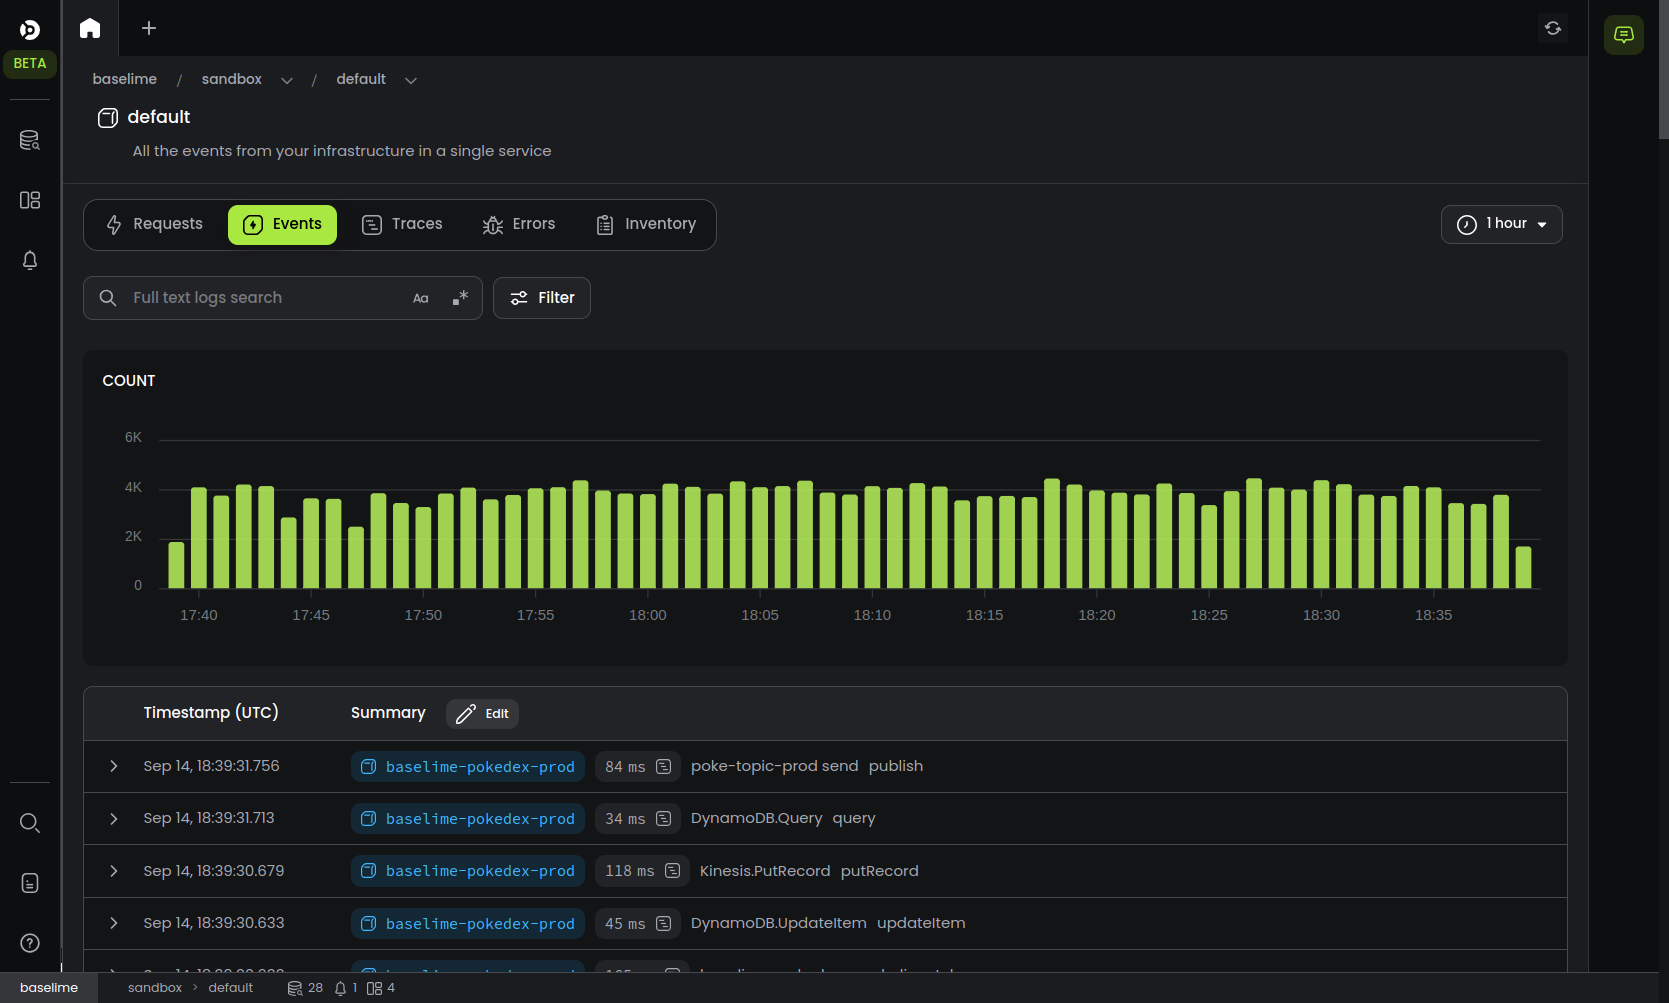 BETA
baselime / sandbox / default
default
All the events from your infrastructure in a single service
Requests Events Traces Errors Inventory 1 hour
Full text logs search Aa .* Filter
COUNT
6K
4K
2K
0
17:40 17:45 17:50 17:55 18:00 18:05 18:10 18:15 18:20 18:25 18:30 18:35
Timestamp (UTC) Summary Edit
Sep 14, 18:39:31.756 baselime-pokedex-prod 84 ms poke-topic-prod send publish
Sep 14, 18:39:31.713 baselime-pokedex-prod 34 ms DynamoDB.Query query
Sep 14, 18:39:30.679 baselime-pokedex-prod 118 ms Kinesis.PutRecord putRecord
Sep 14, 18:39:30.633 baselime-pokedex-prod 45 ms DynamoDB.UpdateItem updateItem
baselime sandbox > default 28 1 4